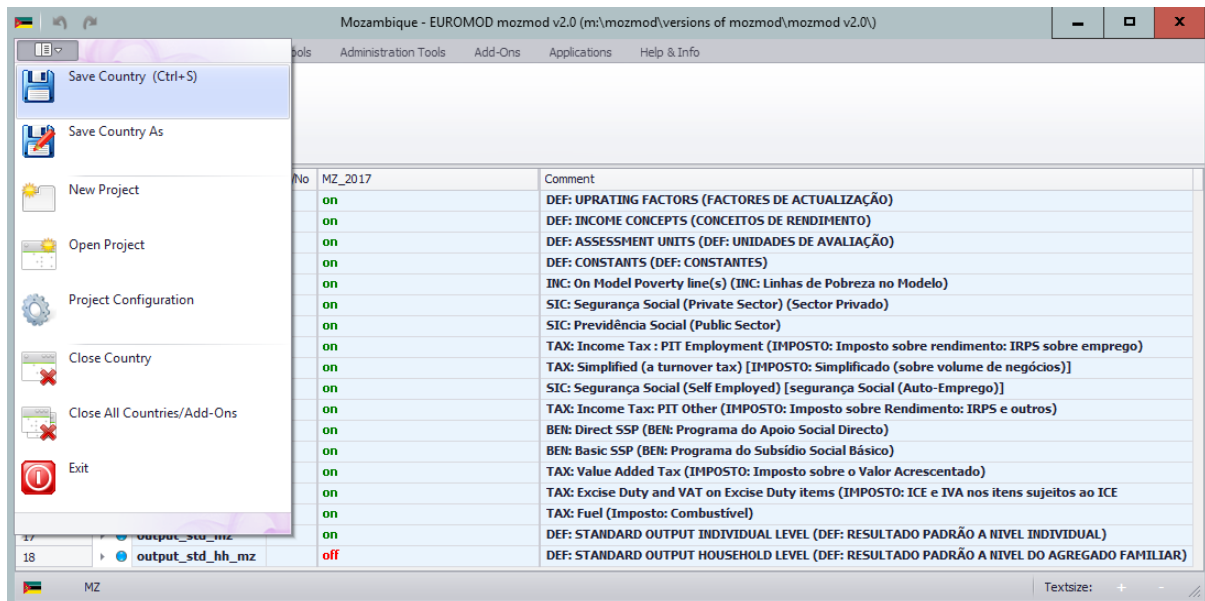 Mozambique - EUROMOD mozmod v2.0 (m:\mozmod\versions of mozmod\mozmod v2.0\)
Administration Tools Add-Ons Applications Help & Info
Save Country (Ctrl+S)
Save Country As
New Project
Open Project
Project Configuration
Close Country
Close All Countries/Add-Ons
Exit
/No MZ_2017 Comment
on DEF: UPRATING FACTORS (FACTORES DE ACTUALIZAÇÃO)
on DEF: INCOME CONCEPTS (CONCEITOS DE RENDIMENTO)
on DEF: ASSESSMENT UNITS (DEF: UNIDADES DE AVALIAÇÃO)
on DEF: CONSTANTS (DEF: CONSTANTES)
on INC: On Model Poverty line(s) (INC: Linhas de Pobreza no Modelo)
on SIC: Segurança Social (Private Sector) (Sector Privado)
on SIC: Previdência Social (Public Sector)
on TAX: Income Tax : PIT Employment (IMPOSTO: Imposto sobre rendimento: IRPS sobre emprego)
on TAX: Simplified (a turnover tax) [IMPOSTO: Simplificado (sobre volume de negócios)]
on SIC: Segurança Social (Self Employed) [segurança Social (Auto-Emprego)]
on TAX: Income Tax: PIT Other (IMPOSTO: Imposto sobre Rendimento: IRPS e outros)
on BEN: Direct SSP (BEN: Programa do Apoio Social Directo)
on BEN: Basic SSP (BEN: Programa do Subsídio Social Básico)
on TAX: Value Added Tax (IMPOSTO: Imposto sobre o Valor Acrescentado)
on TAX: Excise Duty and VAT on Excise Duty items (IMPOSTO: ICE e IVA nos itens sujeitos ao ICE
on TAX: Fuel (Imposto: Combustível)
17 output_std_mz on DEF: STANDARD OUTPUT INDIVIDUAL LEVEL (DEF: RESULTADO PADRÃO A NIVEL INDIVIDUAL)
18 output_std_hh_mz off DEF: STANDARD OUTPUT HOUSEHOLD LEVEL (DEF: RESULTADO PADRÃO A NIVEL DO AGREGADO FAMILIAR)
MZ Textsize: + -